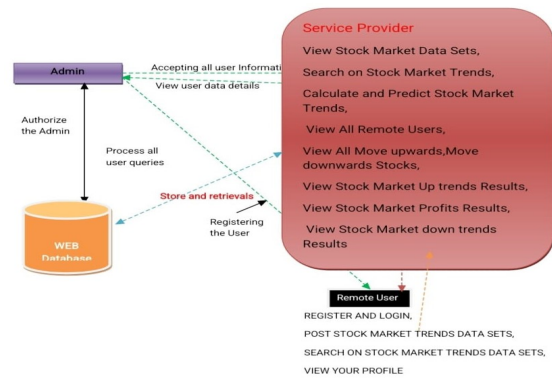 Service Provider
View Stock Market Data Sets,
Search on Stock Market Trends,
Calculate and Predict Stock Market
Trends,
View All Remote Users,
View All Move upwards,Move
downwards Stocks,
View Stock Market Up trends Results,
View Stock Market Profits Results,
View Stock Market down trends
Results
Admin
Accepting all user Informati
View user data details
Authorize
the Admin
Process all
user queries
Store and retrievals
Registering
the User
WEB
Database
Remote User
REGISTER AND LOGIN,
POST STOCK MARKET TRENDS DATA SETS,
SEARCH ON STOCK MARKET TRENDS DATA SETS,
VIEW YOUR PROFILE